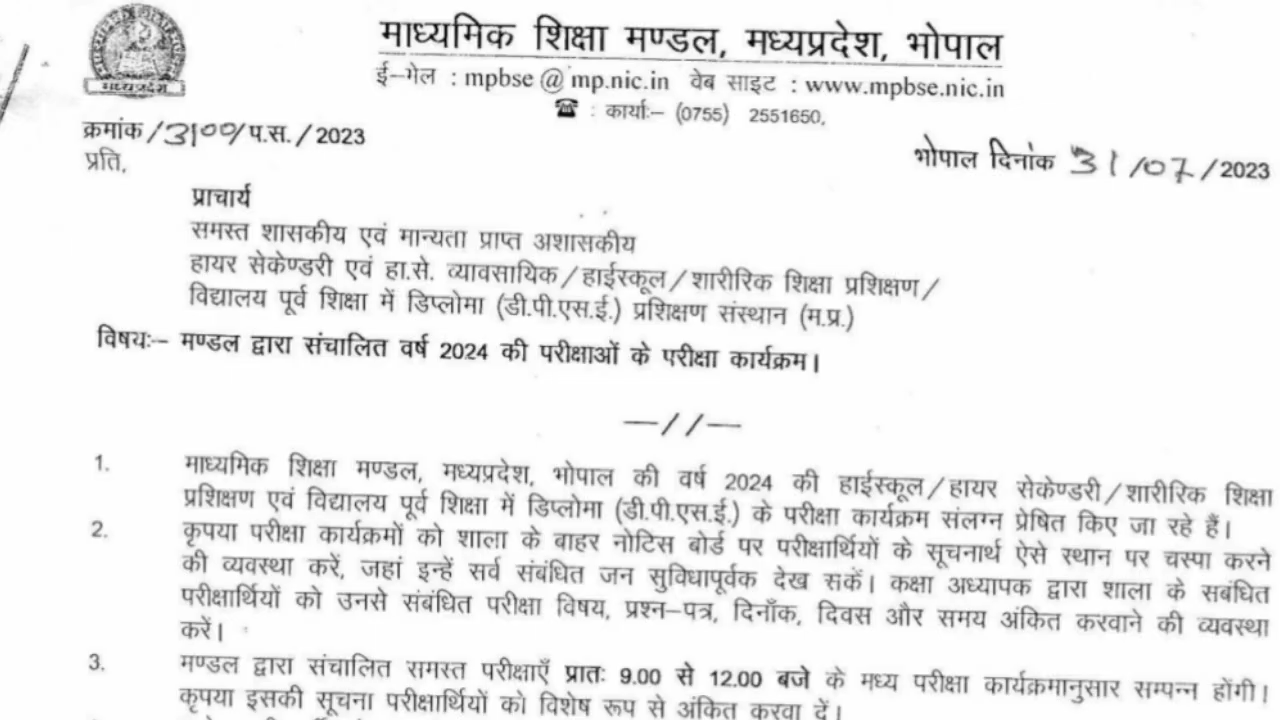 माध्यमिक शिक्षा मण्डल, मध्यप्रदेश, भोपाल
ई–मेल : mpbse @ mp.nic.in वेब साइट : www.mpbse.nic.in
☎ : कार्याः– (0755) 2551650,
मध्यप्रदेश
क्रमांक /3100/प.स. / 2023
भोपाल दिनांक 31/07/2023
प्रति,
प्राचार्य
समस्त शासकीय एवं मान्यता प्राप्त अशासकीय
हायर सेकेण्डरी एवं हा.से. व्यावसायिक/हाईस्कूल/शारीरिक शिक्षा प्रशिक्षण/
विद्यालय पूर्व शिक्षा में डिप्लोमा (डी.पी.एस.ई.) प्रशिक्षण संस्थान (म.प्र.)
विषयः– मण्डल द्वारा संचालित वर्ष 2024 की परीक्षाओं के परीक्षा कार्यक्रम।
—//—
1. माध्यमिक शिक्षा मण्डल, मध्यप्रदेश, भोपाल की वर्ष 2024 की हाईस्कूल/हायर सेकेण्डरी/शारीरिक शिक्षा
प्रशिक्षण एवं विद्यालय पूर्व शिक्षा में डिप्लोमा (डी.पी.एस.ई.) के परीक्षा कार्यक्रम संलग्न प्रेषित किए जा रहे हैं।
2. कृपया परीक्षा कार्यक्रमों को शाला के बाहर नोटिस बोर्ड पर परीक्षार्थियों के सूचनार्थ ऐसे स्थान पर चस्पा करने
की व्यवस्था करें, जहां इन्हें सर्व संबंधित जन सुविधापूर्वक देख सकें। कक्षा अध्यापक द्वारा शाला के सबंधित
परीक्षार्थियों को उनसे संबंधित परीक्षा विषय, प्रश्न–पत्र, दिनाँक, दिवस और समय अंकित करवाने की व्यवस्था
करें।
3. मण्डल द्वारा संचालित समस्त परीक्षाएँ प्रातः 9.00 से 12.00 बजे के मध्य परीक्षा कार्यक्रमानुसार सम्पन्न होंगी।
कृपया इसकी सूचना परीक्षार्थियों को विशेष रूप से अंकित करवा दें।